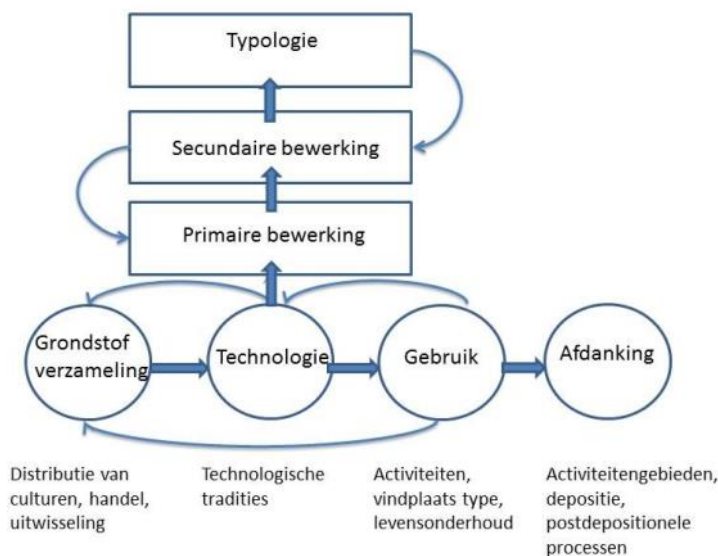 Typologie
Secundaire bewerking
Primaire bewerking
Grondstof
verzameling
Technologie
Gebruik
Afdanking
Distributie van
culturen, handel,
uitwisseling
Technologische
tradities
Activiteiten,
vindplaats type,
levensonderhoud
Activiteitengebieden,
depositie,
postdepositionele
processen